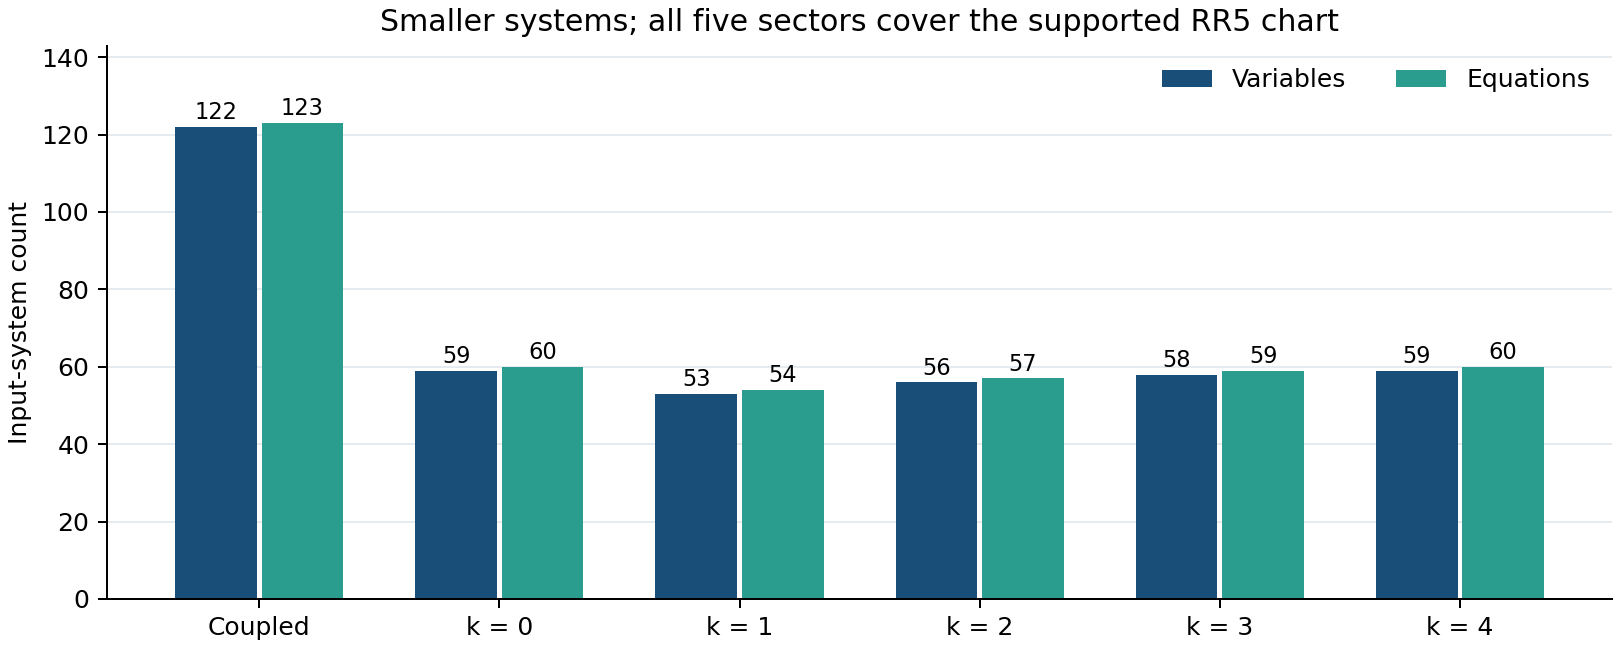 Smaller systems; all five sectors cover the supported RR5 chart
Variables
Equations
Input-system count
140
120
100
80
60
40
20
0
122
123
59
60
53
54
56
57
58
59
59
60
Coupled
k = 0
k = 1
k = 2
k = 3
k = 4